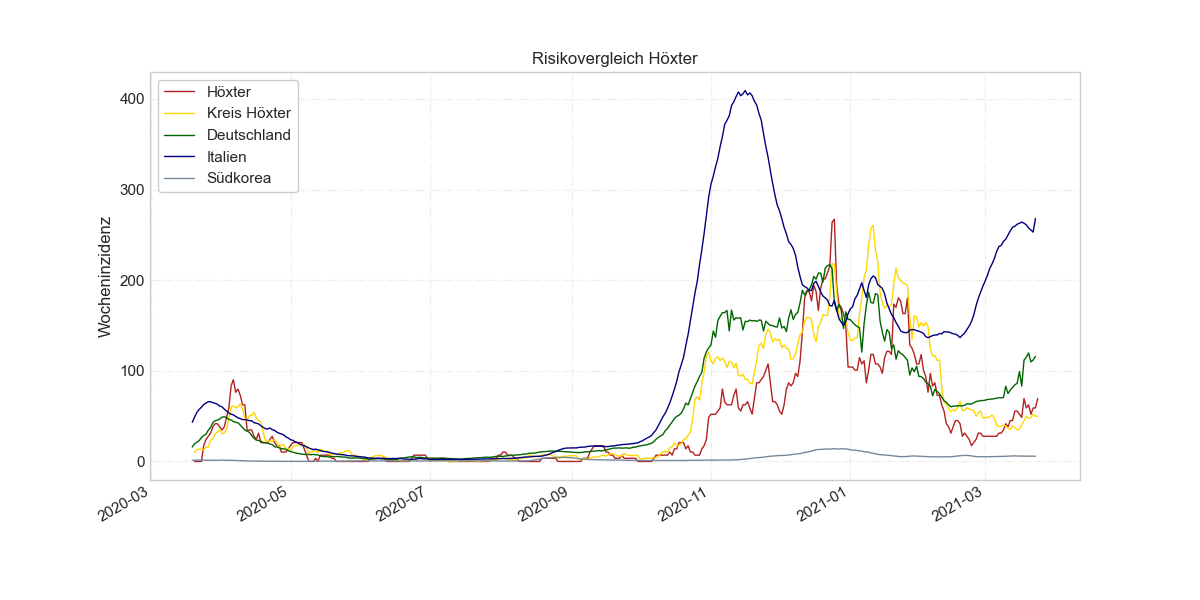 Risikovergleich Höxter
Höxter
Kreis Höxter
Deutschland
Italien
Südkorea
Wocheninzidenz
400
300
200
100
0
2020-03
2020-05
2020-07
2020-09
2020-11
2021-01
2021-03